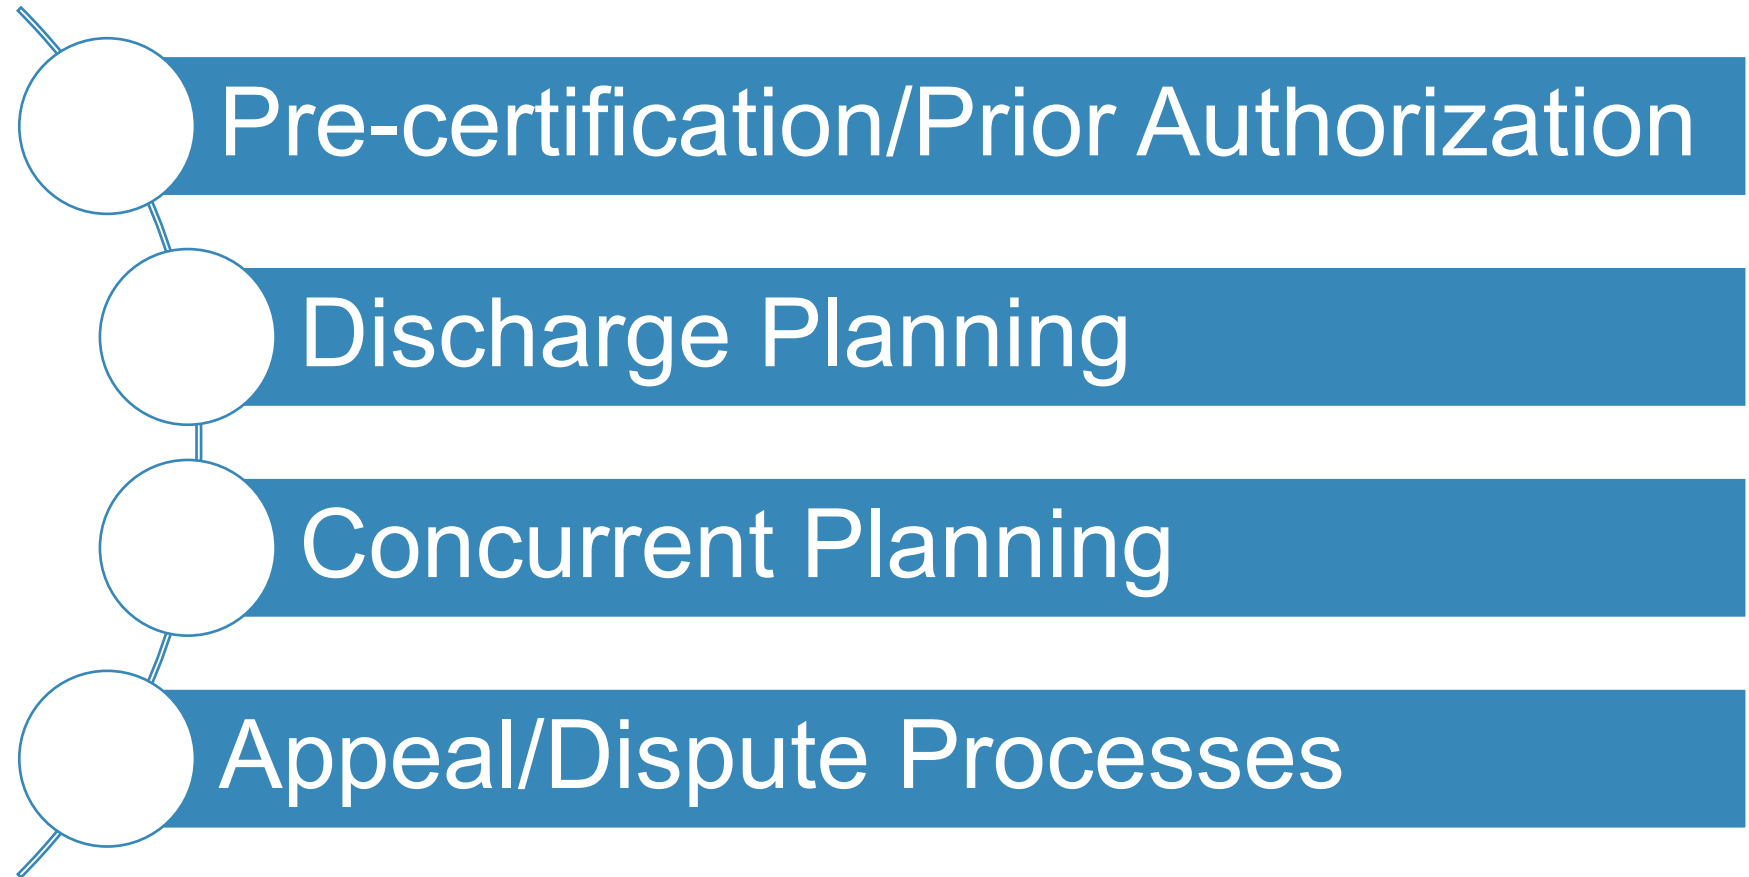 Pre-certification/Prior Authorization
Discharge Planning
Concurrent Planning
Appeal/Dispute Processes